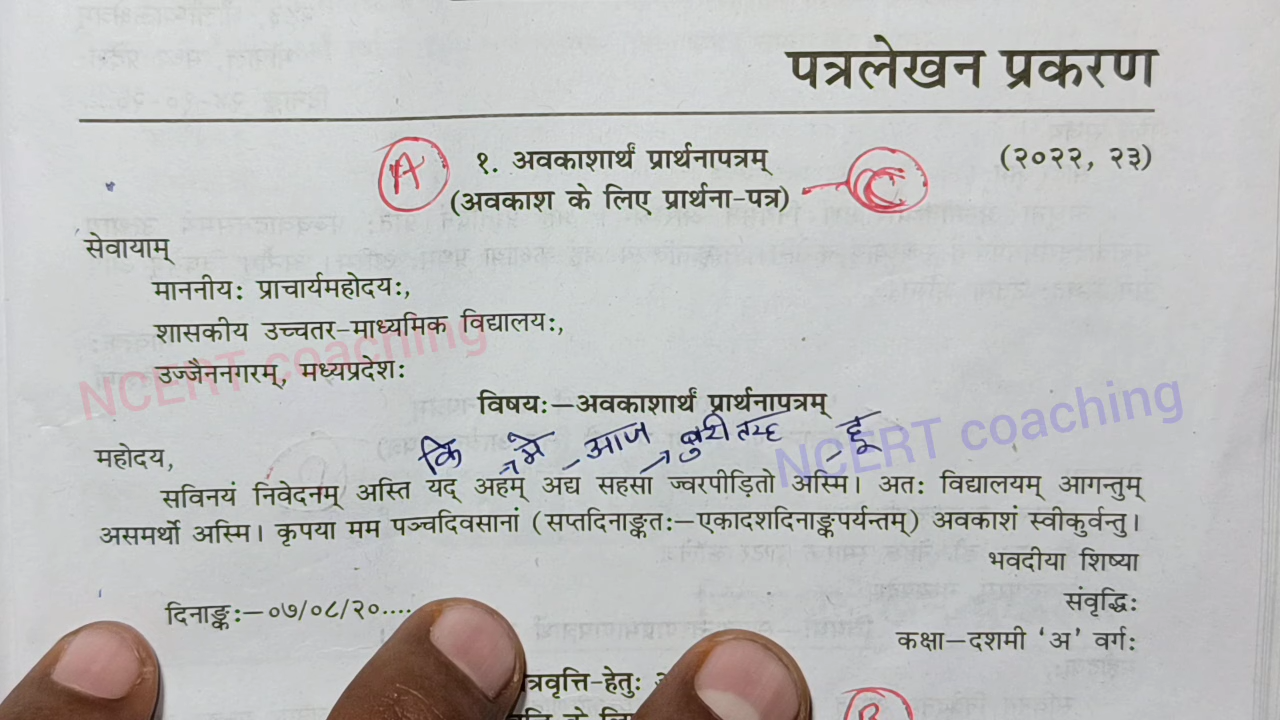 पत्रलेखन प्रकरण
A १. अवकाशार्थं प्रार्थनापत्रम् (२०२२, २३)
(अवकाश के लिए प्रार्थना-पत्र) C
सेवायाम्
माननीयः प्राचार्यमहोदयः,
शासकीय उच्चतर-माध्यमिक विद्यालयः,
उज्जैननगरम्, मध्यप्रदेशः
NCERT coaching
विषयः–अवकाशार्थं प्रार्थनापत्रम्
NCERT coaching
कि मे आज बुरी तरह हूं
महोदय,
सविनयं निवेदनम् अस्ति यद् अहम् अद्य सहसा ज्वरपीड़ितो अस्मि। अतः विद्यालयम् आगन्तुम्
असमर्थो अस्मि। कृपया मम पञ्चदिवसानां (सप्तदिनाङ्कतः–एकादशदिनाङ्कपर्यन्तम्) अवकाशं स्वीकुर्वन्तु।
भवदीया शिष्या
दिनाङ्कः–०७/०८/२०.... संवृद्धिः
कक्षा–दशमी ‘अ’ वर्गः
त्रवृत्ति-हेतुः
B